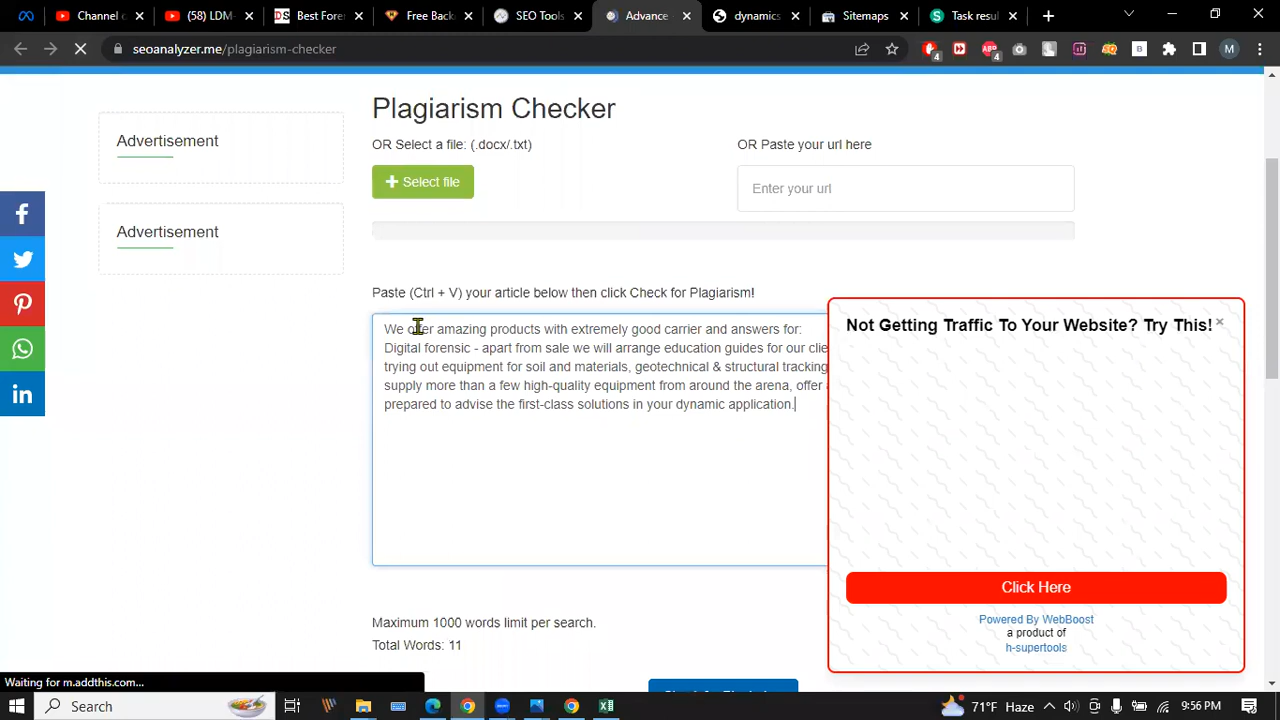 Channel c
(58) LDM-
DS Best Foren
Free Back
SEO Tools
Advance -
dynamics
Sitemaps
Task resul
seoanalyzer.me/plagiarism-checker
4
ABP
4
B
M
Plagiarism Checker
Advertisement
OR Select a file: (.docx/.txt)
OR Paste your url here
Select file
Enter your url
Advertisement
Paste (Ctrl + V) your article below then click Check for Plagiarism!
We offer amazing products with extremely good carrier and answers for:
Digital forensic - apart from sale we will arrange education guides for our clie
trying out equipment for soil and materials, geotechnical & structural tracking
supply more than a few high-quality equipment from around the arena, offer
prepared to advise the first-class solutions in your dynamic application.
Not Getting Traffic To Your Website? Try This!
Click Here
Powered By WebBoost
a product of
h-supertools
Maximum 1000 words limit per search.
Total Words: 11
Waiting for m.addthis.com...
Search
71°F Haze
9:56 PM